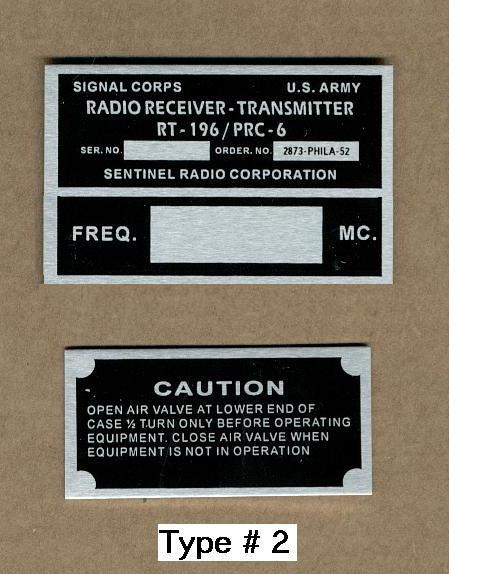 SIGNAL CORPS U.S. ARMY
RADIO RECEIVER-TRANSMITTER
RT-196/PRC-6
SER. NO. ORDER. NO. 2873-PHILA-52
SENTINEL RADIO CORPORATION
FREQ. MC.
CAUTION
OPEN AIR VALVE AT LOWER END OF
CASE ½ TURN ONLY BEFORE OPERATING
EQUIPMENT. CLOSE AIR VALVE WHEN
EQUIPMENT IS NOT IN OPERATION
Type # 2